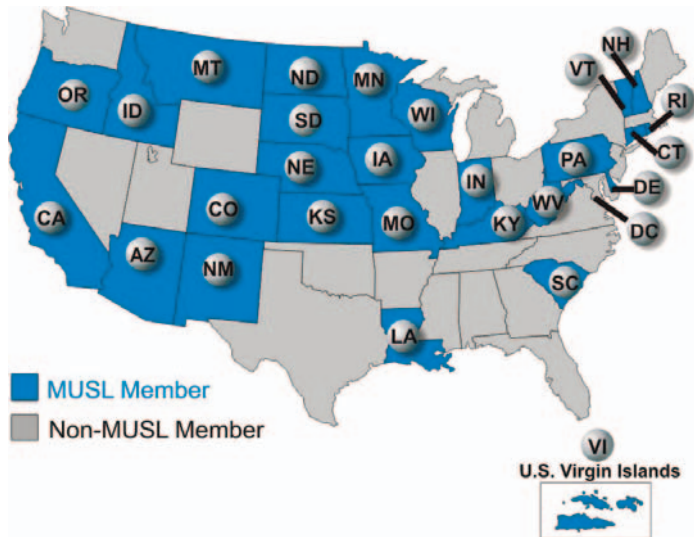 NH
VT
MT
ND
MN
RI
OR
ID
WI
SD
CT
PA
IA
NE
IN
DE
WV
CO
KS
MO
KY
CA
DC
AZ
NM
SC
LA
MUSL Member
Non-MUSL Member
VI
U.S. Virgin Islands